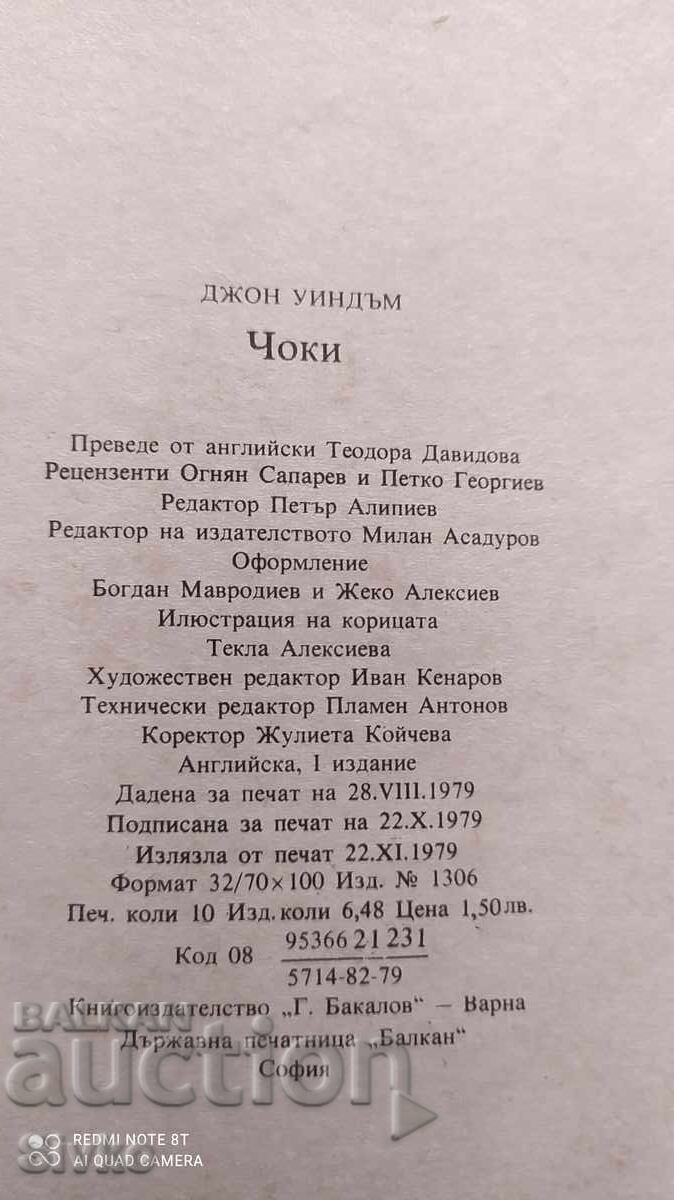 ДЖОН УИНДЪМ
Чоки
Преведе от английски Теодора Давидова
Рецензенти Огнян Сапарев и Петко Георгиев
Редактор Петър Алипиев
Редактор на издателството Милан Асадуров
Оформление
Богдан Мавродиев и Жеко Алексиев
Илюстрация на корицата
Текла Алексиева
Художествен редактор Иван Кенаров
Технически редактор Пламен Антонов
Коректор Жулиета Койчева
Английска, I издание
Дадена за печат на 28.VIII.1979
Подписана за печат на 22.X.1979
Излязла от печат 22.XI.1979
Формат 32/70×100 Изд. № 1306
Печ. коли 10 Изд. коли 6,48 Цена 1,50лв.
Код 08 9536621231
5714-82-79
Книгоиздателство „Г. Бакалов“ – Варна
Държавна печатница „Балкан“
София
BALKAN
auction
REDMI NOTE 8T
AI QUAD CAMERA